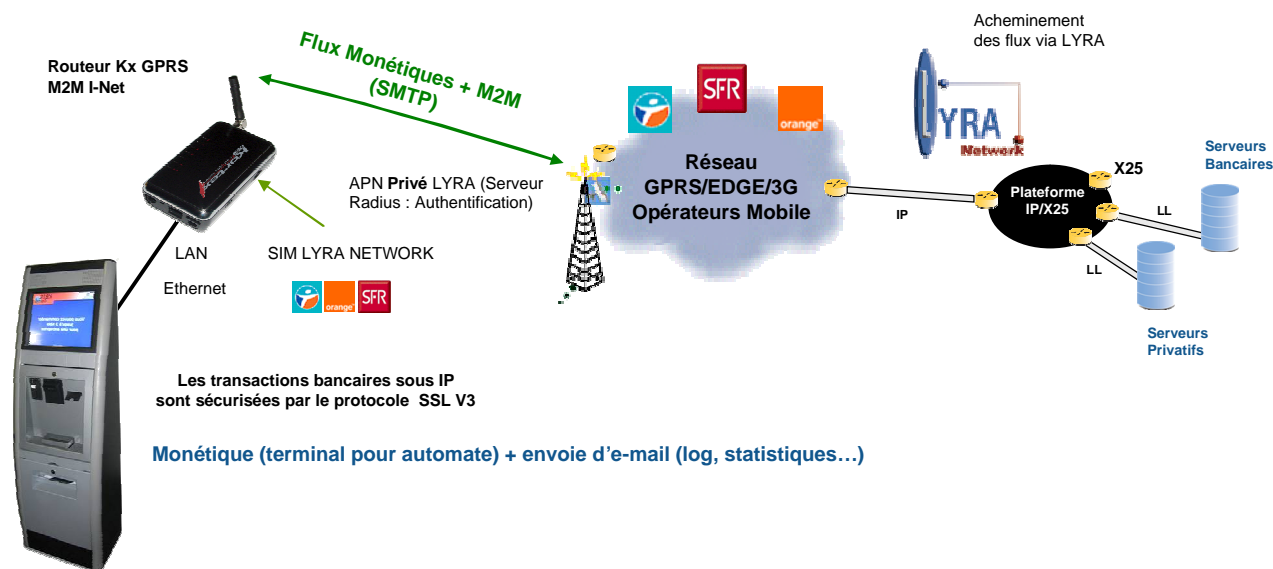 Acheminement
des flux via LYRA
Routeur Kx GPRS
M2M I-Net
Flux Monétiques + M2M
(SMTP)
SFR
orange
LYRA
Network
Serveurs
Bancaires
Réseau
GPRS/EDGE/3G
Opérateurs Mobile
APN Privé LYRA (Serveur
Radius : Authentification)
X25
Plateforme
IP/X25
IP
LL
LL
LAN
Ethernet
SIM LYRA NETWORK
orange
SFR
Serveurs
Privatifs
Les transactions bancaires sous IP
sont sécurisées par le protocole SSL V3
Monétique (terminal pour automate) + envoie d’e-mail (log, statistiques…)